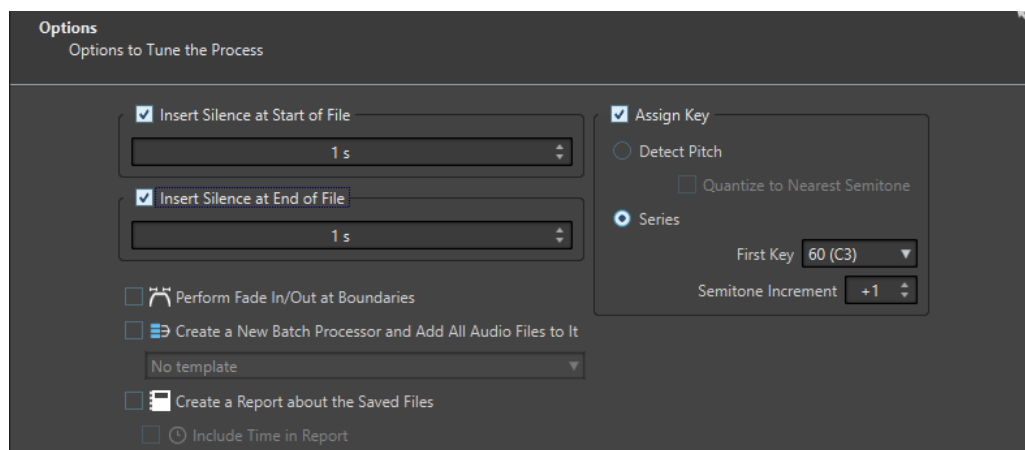 Options
Options to Tune the Process
Insert Silence at Start of File
1 s
Insert Silence at End of File
1 s
Perform Fade In/Out at Boundaries
Create a New Batch Processor and Add All Audio Files to It
No template
Create a Report about the Saved Files
Include Time in Report
Assign Key
Detect Pitch
Quantize to Nearest Semitone
Series
First Key 60 (C3)
Semitone Increment +1